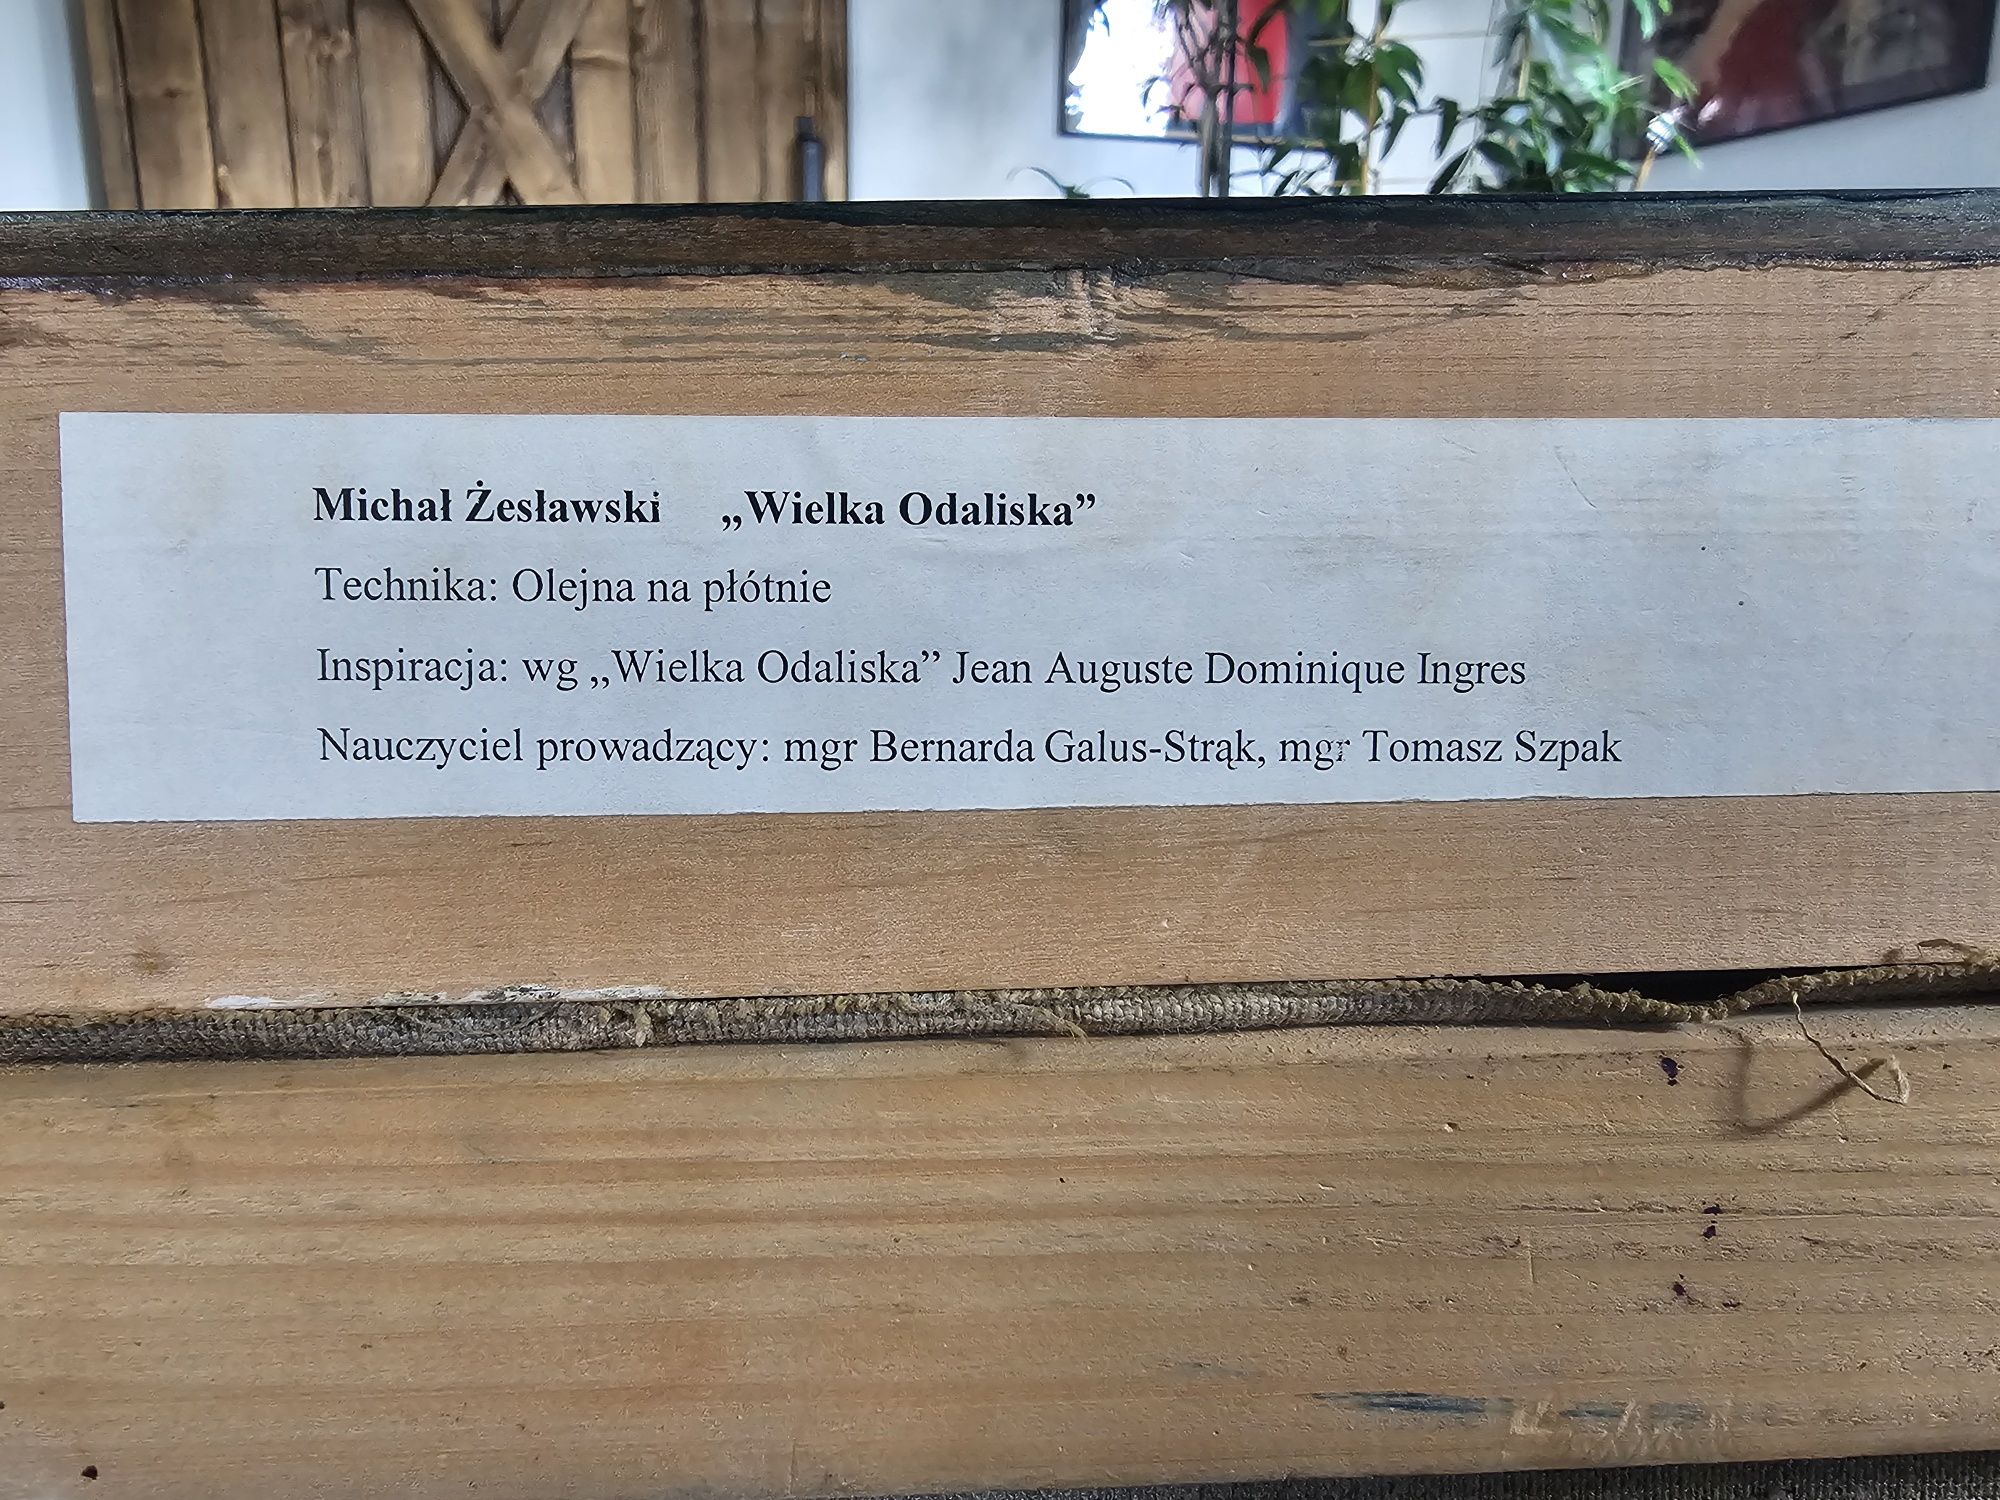 Michał Żesławski „Wielka Odaliska”
Technika: Olejna na płótnie
Inspiracja: wg „Wielka Odaliska” Jean Auguste Dominique Ingres
Nauczyciel prowadzący: mgr Bernarda Galus-Strąk, mgr Tomasz Szpak